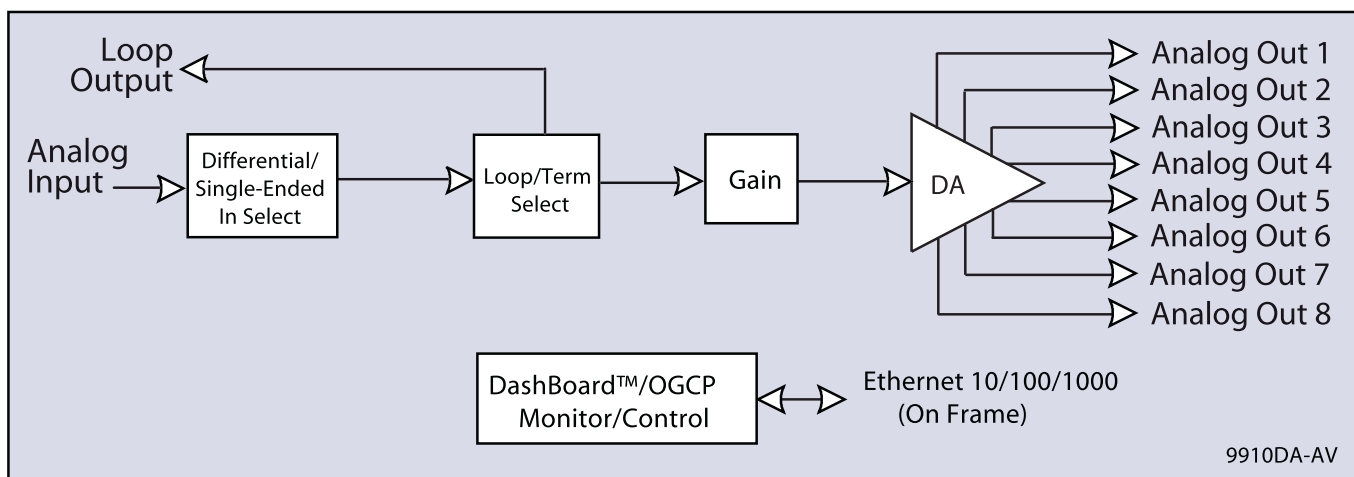 Loop
Output
Analog
Input
Differential/
Single-Ended
In Select
Loop/Term
Select
Gain
DA
Analog Out 1
Analog Out 2
Analog Out 3
Analog Out 4
Analog Out 5
Analog Out 6
Analog Out 7
Analog Out 8
DashBoard™/OGCP
Monitor/Control
Ethernet 10/100/1000
(On Frame)
9910DA-AV